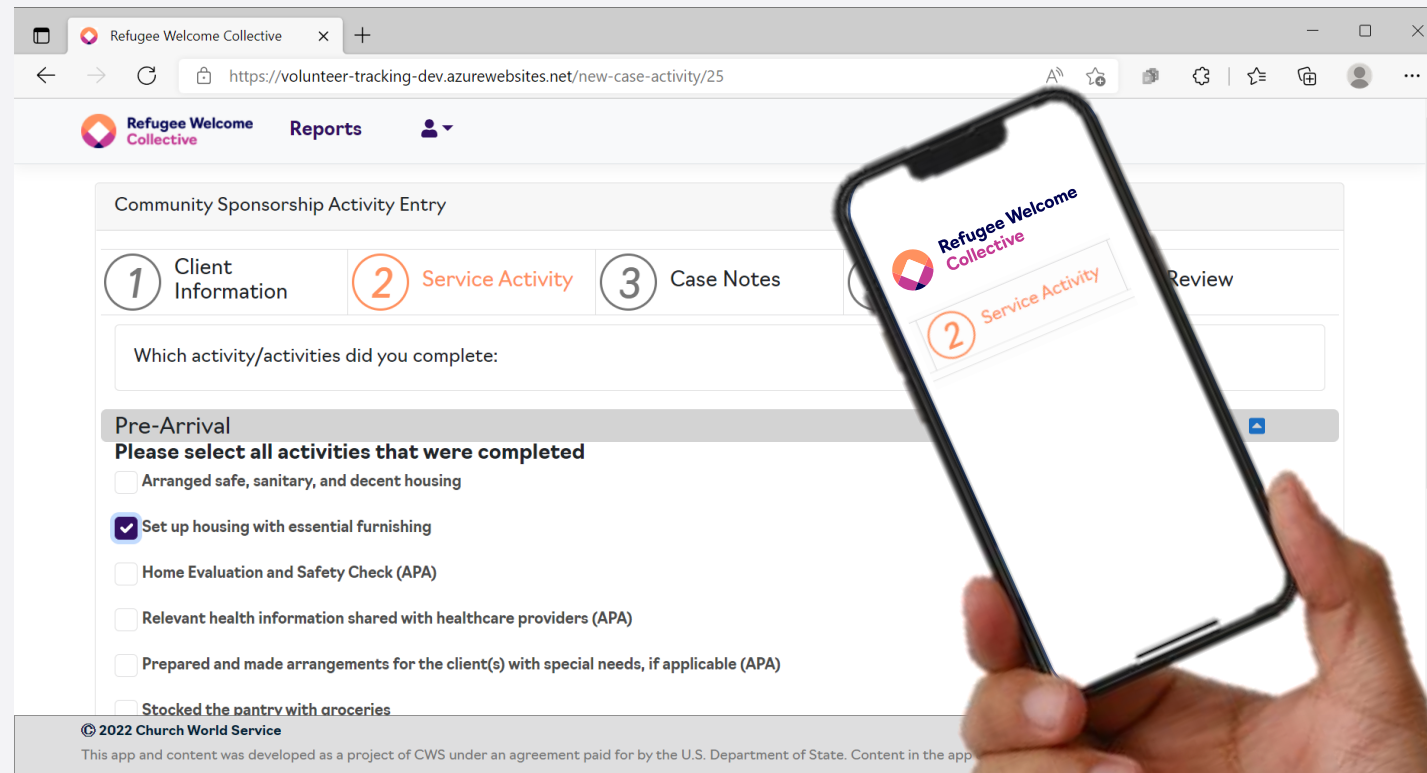 Refugee Welcome Collective
https://volunteer-tracking-dev.azurewebsites.net/new-case-activity/25
Refugee Welcome
Collective
Reports
Community Sponsorship Activity Entry
1 Client
Information
2 Service Activity
3 Case Notes
Review
Which activity/activities did you complete:
Pre-Arrival
Please select all activities that were completed
Arranged safe, sanitary, and decent housing
Set up housing with essential furnishing
Home Evaluation and Safety Check (APA)
Relevant health information shared with healthcare providers (APA)
Prepared and made arrangements for the client(s) with special needs, if applicable (APA)
Stocked the pantry with groceries
© 2022 Church World Service
This app and content was developed as a project of CWS under an agreement paid for by the U.S. Department of State. Content in the app
Refugee Welcome
Collective
2 Service Activity